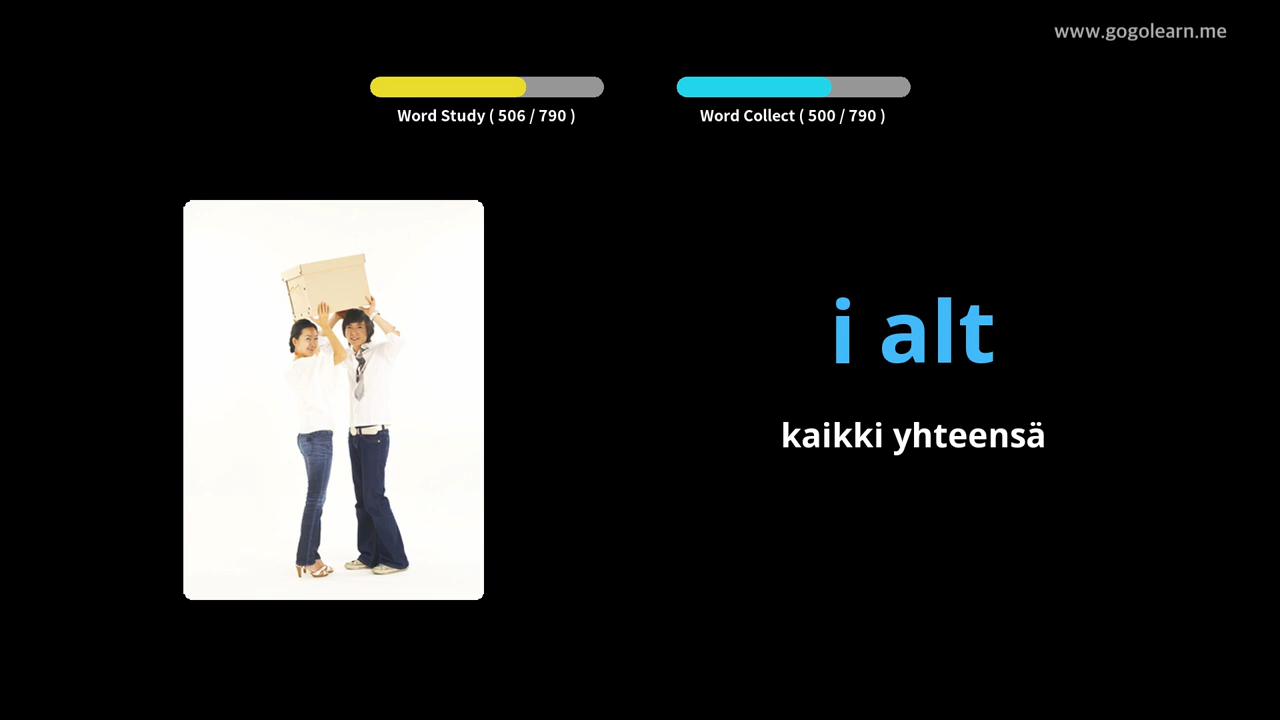 www.gogolearn.me
Word Study ( 506 / 790 )
Word Collect ( 500 / 790 )
i alt
kaikki yhteensä